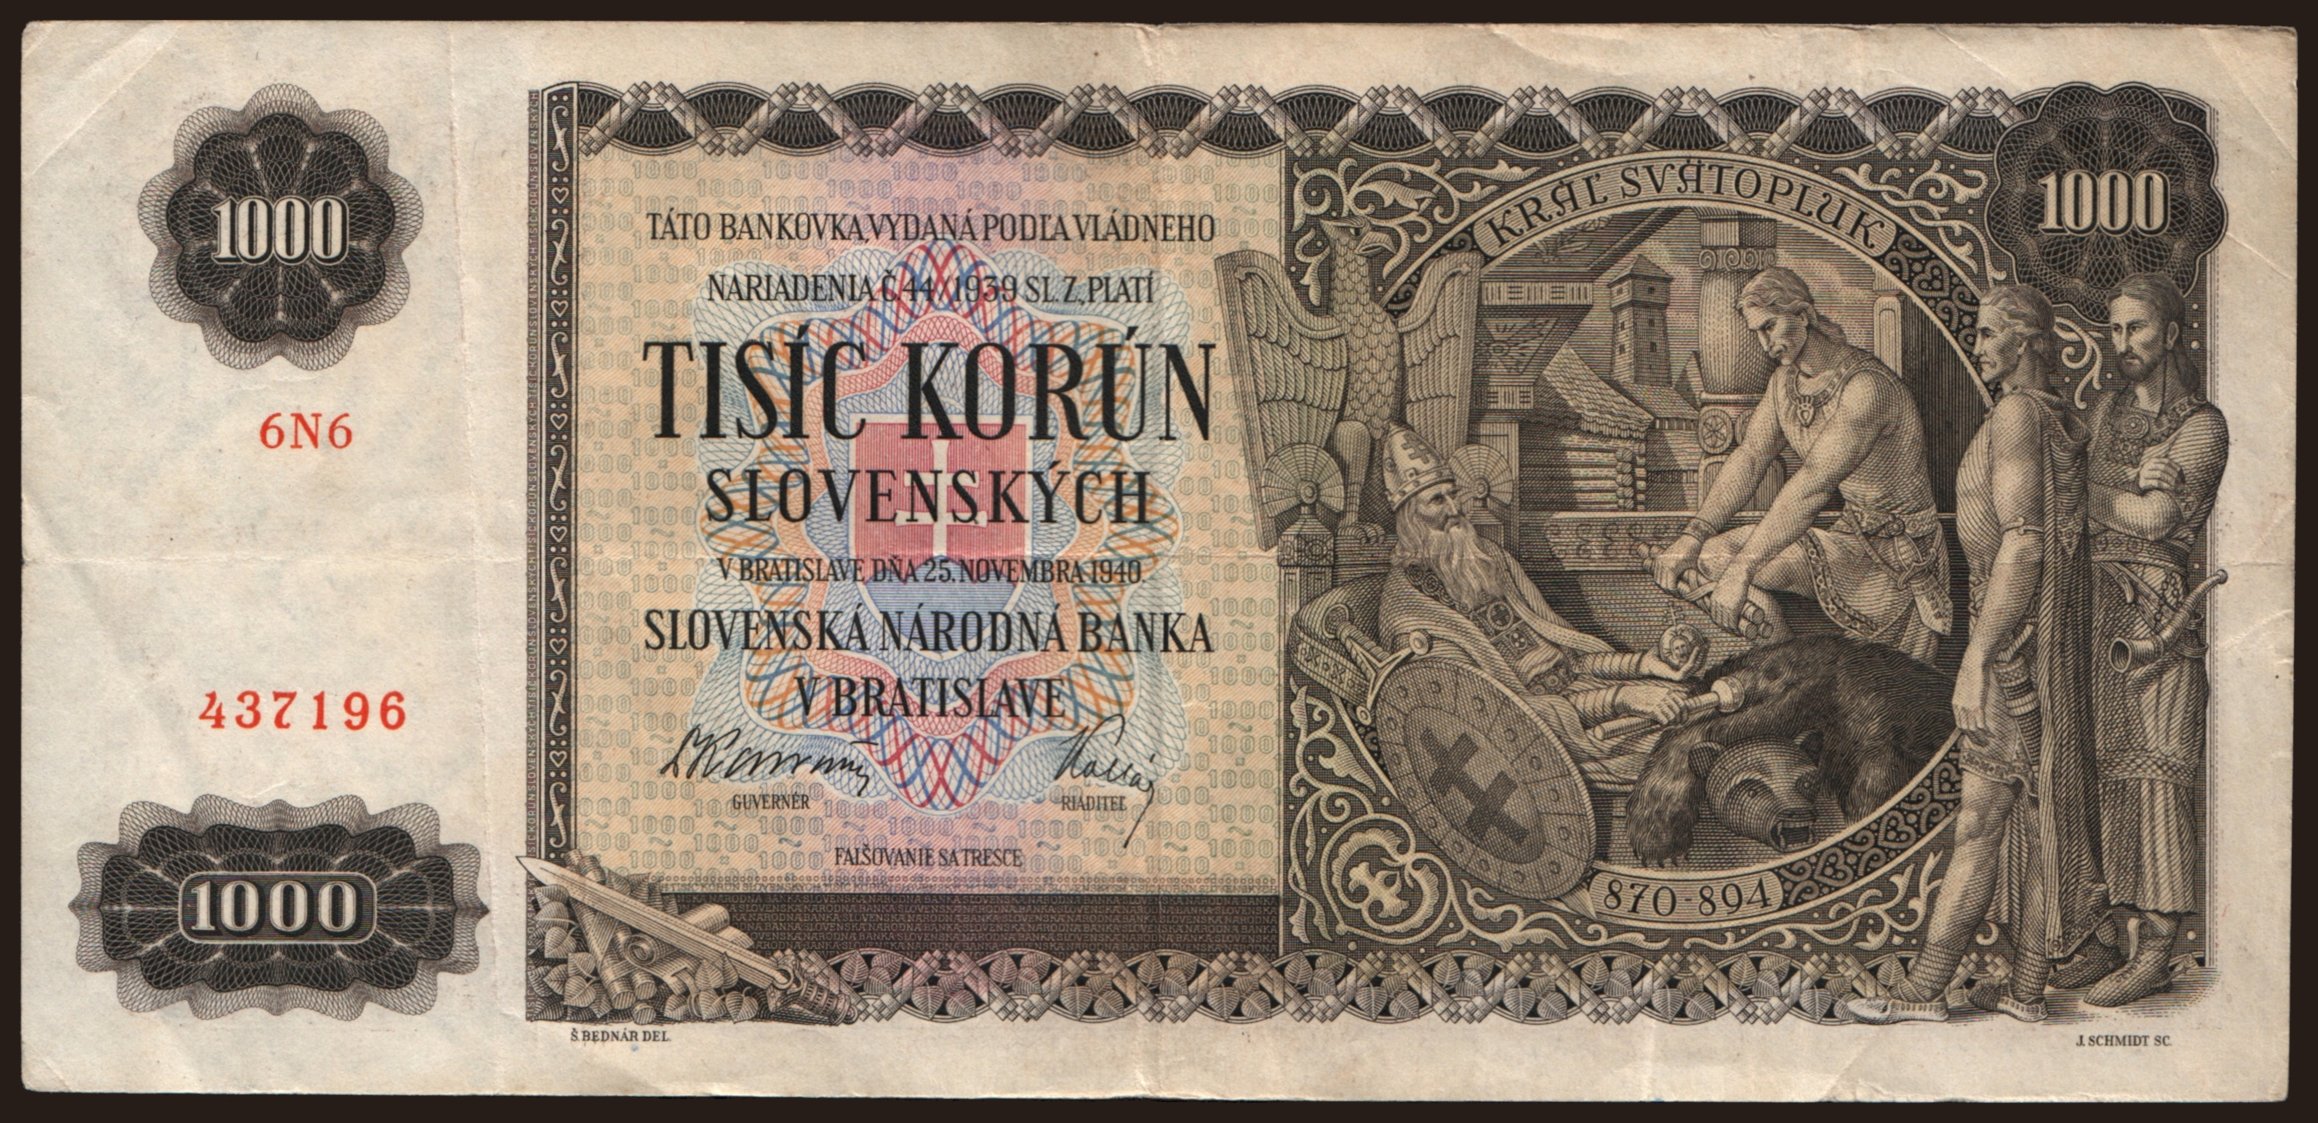 1000
6N6
437196
1000
TÁTO BANKOVKA, VYDANÁ PODĽA VLÁDNEHO
NARIADENIA Č. 44/1939 SL. Z., PLATÍ
TISÍC KORÚN
SLOVENSKÝCH
V BRATISLAVE DŇA 25. NOVEMBRA 1940.
SLOVENSKÁ NÁRODNÁ BANKA
V BRATISLAVE
GUVERNÉR
RIADITEĽ
FALŠOVANIE SA TRESCE
KRÁĽ SVÄTOPLUK
1000
870-894
Š. BEDNÁR DEL.
J. SCHMIDT SC.